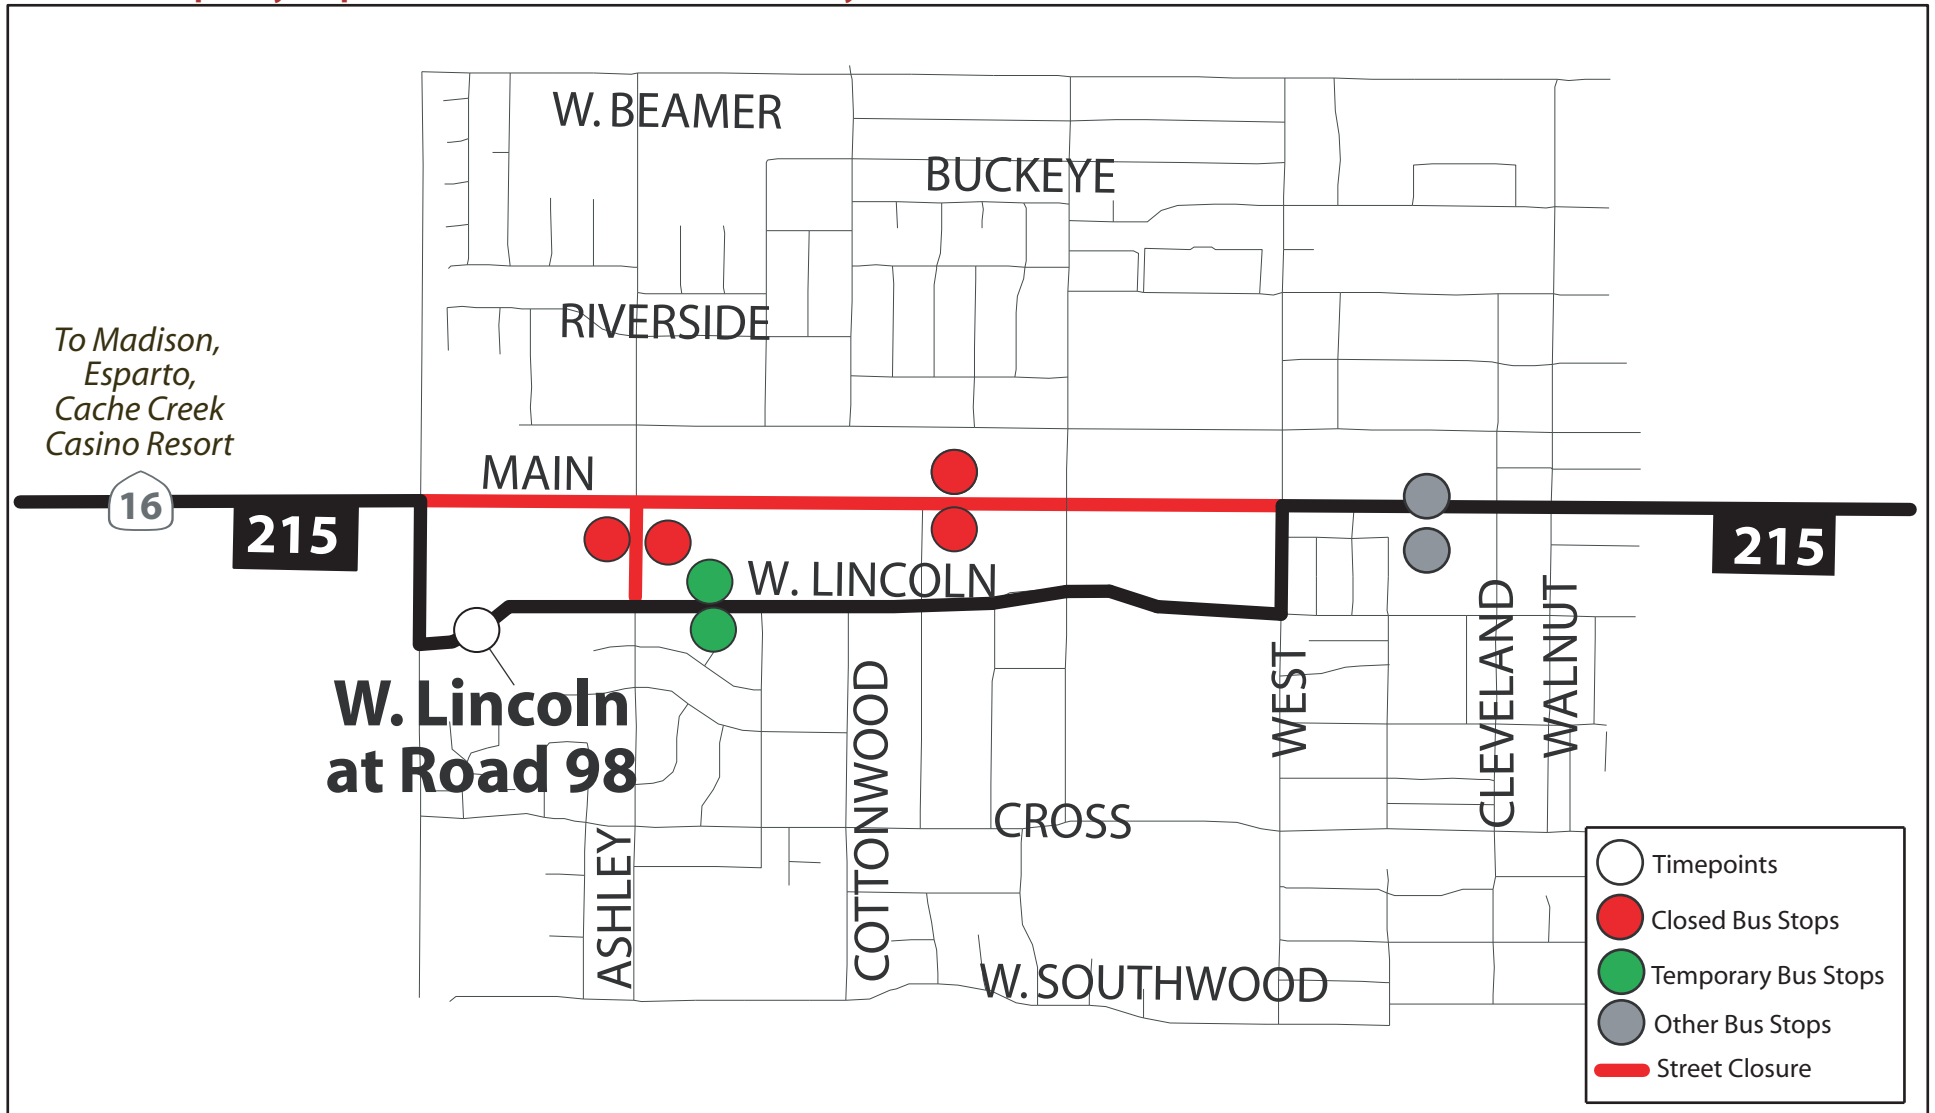 W. BEAMER
BUCKEYE
RIVERSIDE
To Madison,
Esparto,
Cache Creek
Casino Resort
16
215
MAIN
215
W. LINCOLN
W. Lincoln
at Road 98
COTTONWOOD
WEST
CLEVELAND
WALNUT
CROSS
ASHLEY
W. SOUTHWOOD
Timepoints
Closed Bus Stops
Temporary Bus Stops
Other Bus Stops
Street Closure